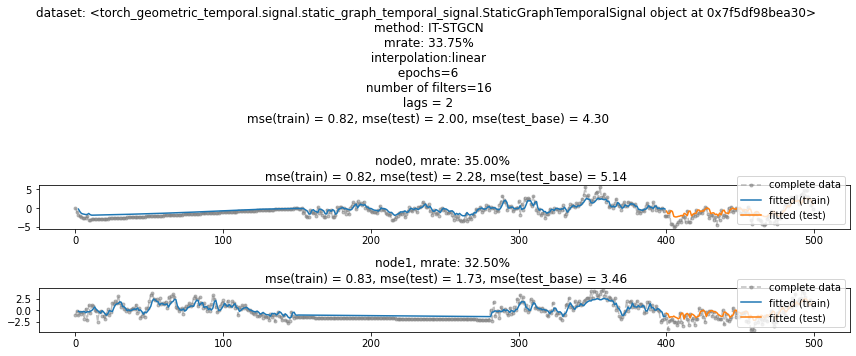 dataset: <torch_geometric_temporal.signal.static_graph_temporal_signal.StaticGraphTemporalSignal object at 0x7f5df98bea30>
method: IT-STGCN
mrate: 33.75%
interpolation:linear
epochs=6
number of filters=16
lags = 2
mse(train) = 0.82, mse(test) = 2.00, mse(test_base) = 4.30
node0, mrate: 35.00%
mse(train) = 0.82, mse(test) = 2.28, mse(test_base) = 5.14
complete data
fitted (train)
fitted (test)
5
0
−5
0 100 200 300 400 500
node1, mrate: 32.50%
mse(train) = 0.83, mse(test) = 1.73, mse(test_base) = 3.46
complete data
fitted (train)
fitted (test)
2.5
0.0
−2.5
0 100 200 300 400 500